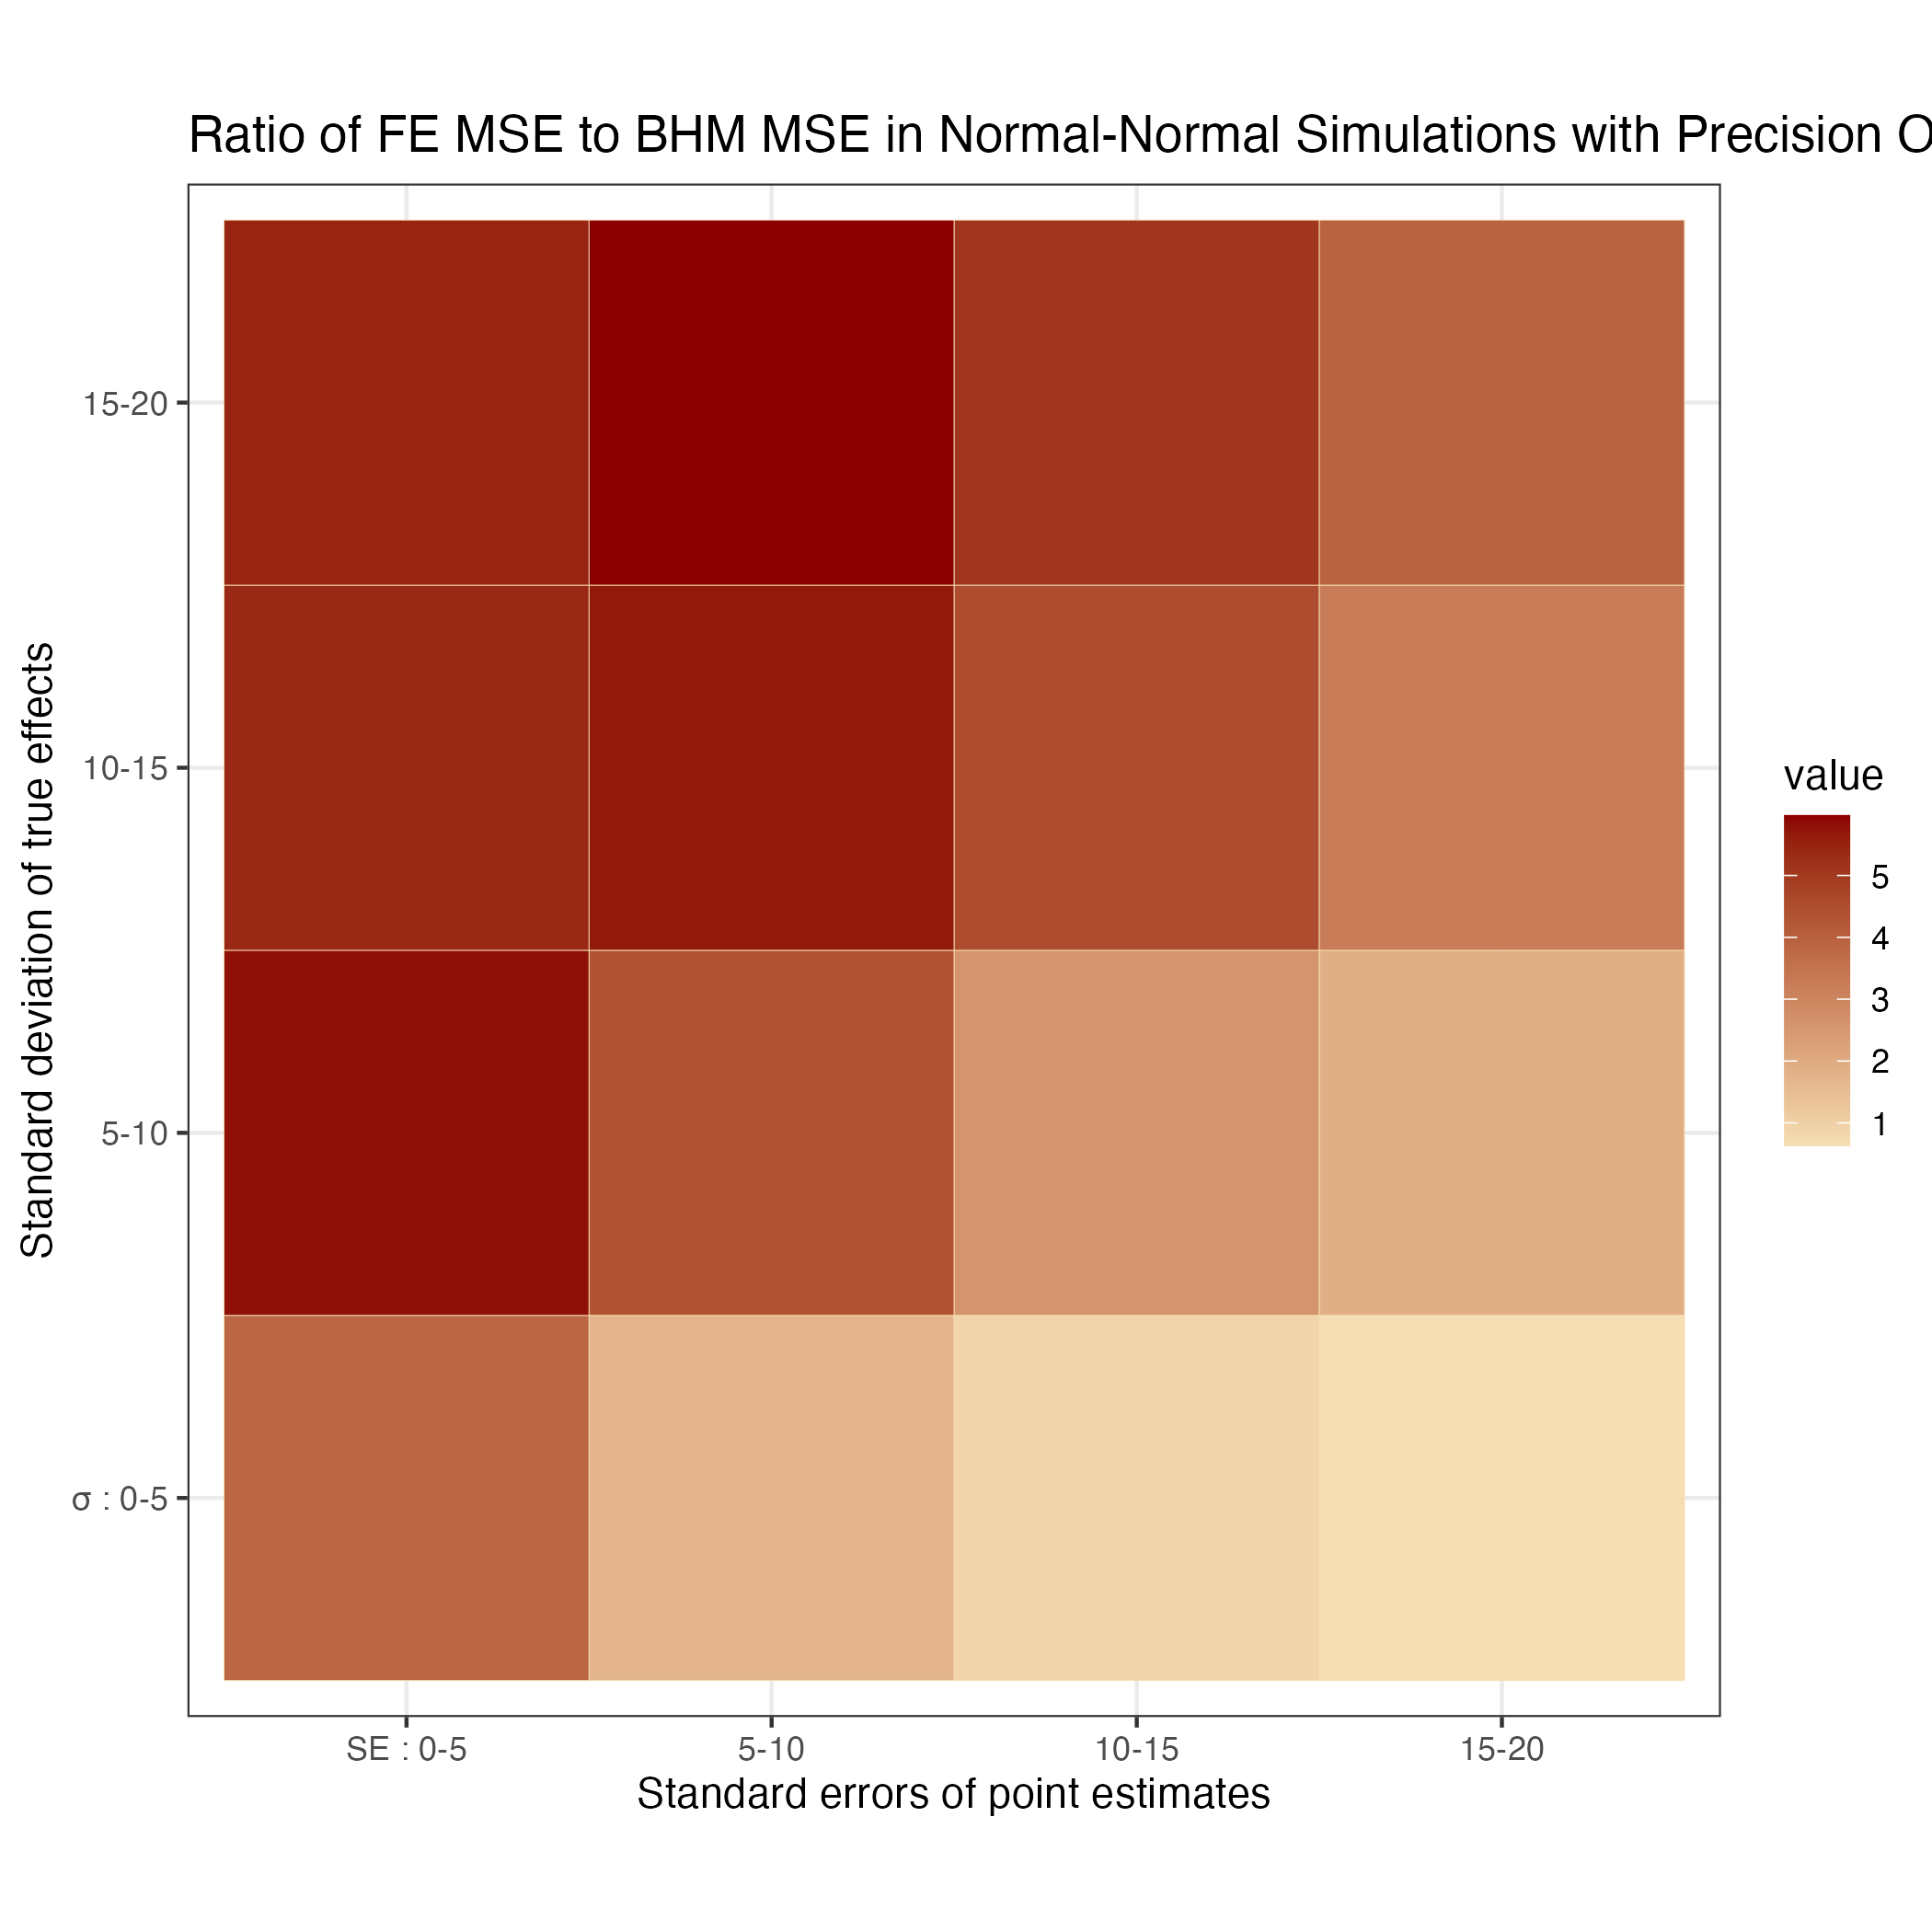 Ratio of FE MSE to BHM MSE in Normal-Normal Simulations with Precision
Standard deviation of true effects
15-20
10-15
5-10
σ : 0-5
SE : 0-5
5-10
10-15
15-20
Standard errors of point estimates
value
5
4
3
2
1